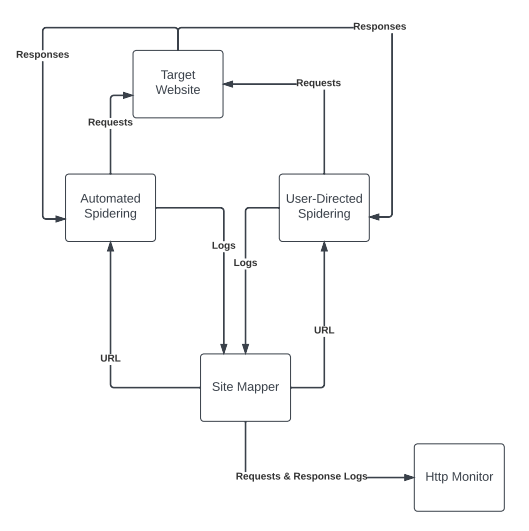 Responses
Responses
Target
Website
Requests
Requests
Automated
Spidering
User-Directed
Spidering
Logs
Logs
URL
URL
Site Mapper
Requests & Response Logs
Http Monitor